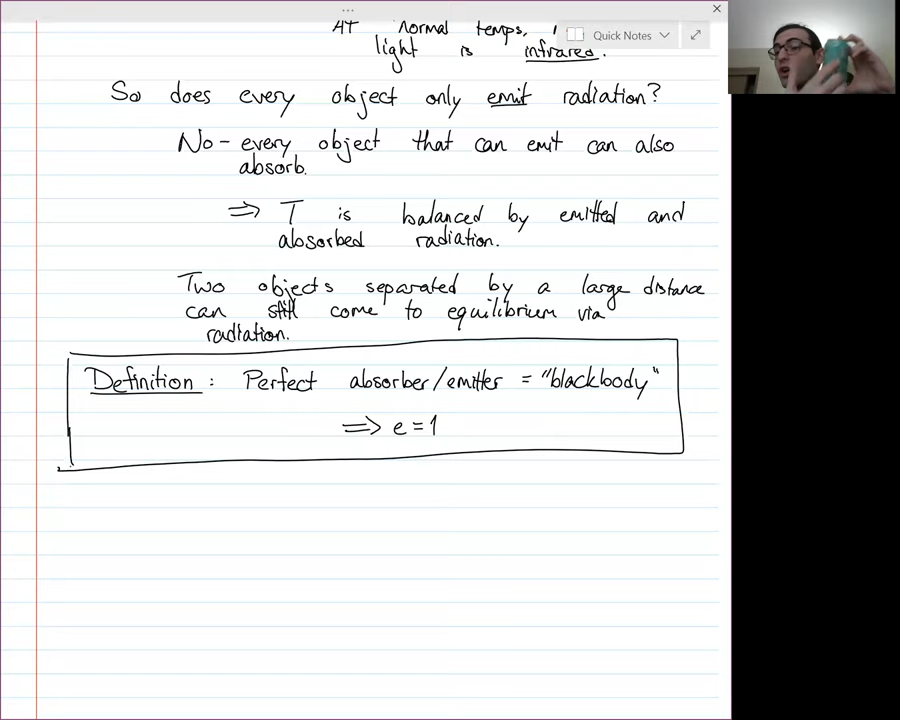 At normal temps,
light is infrared.
Quick Notes
So does every object only emit radiation?
No - every object that can emit can also
absorb.
⇒ T is balanced by emitted and
absorbed radiation.
Two objects separated by a large distance
can still come to equilibrium via
radiation.
Definition: Perfect absorber/emitter = "blackbody"
⇒ e = 1